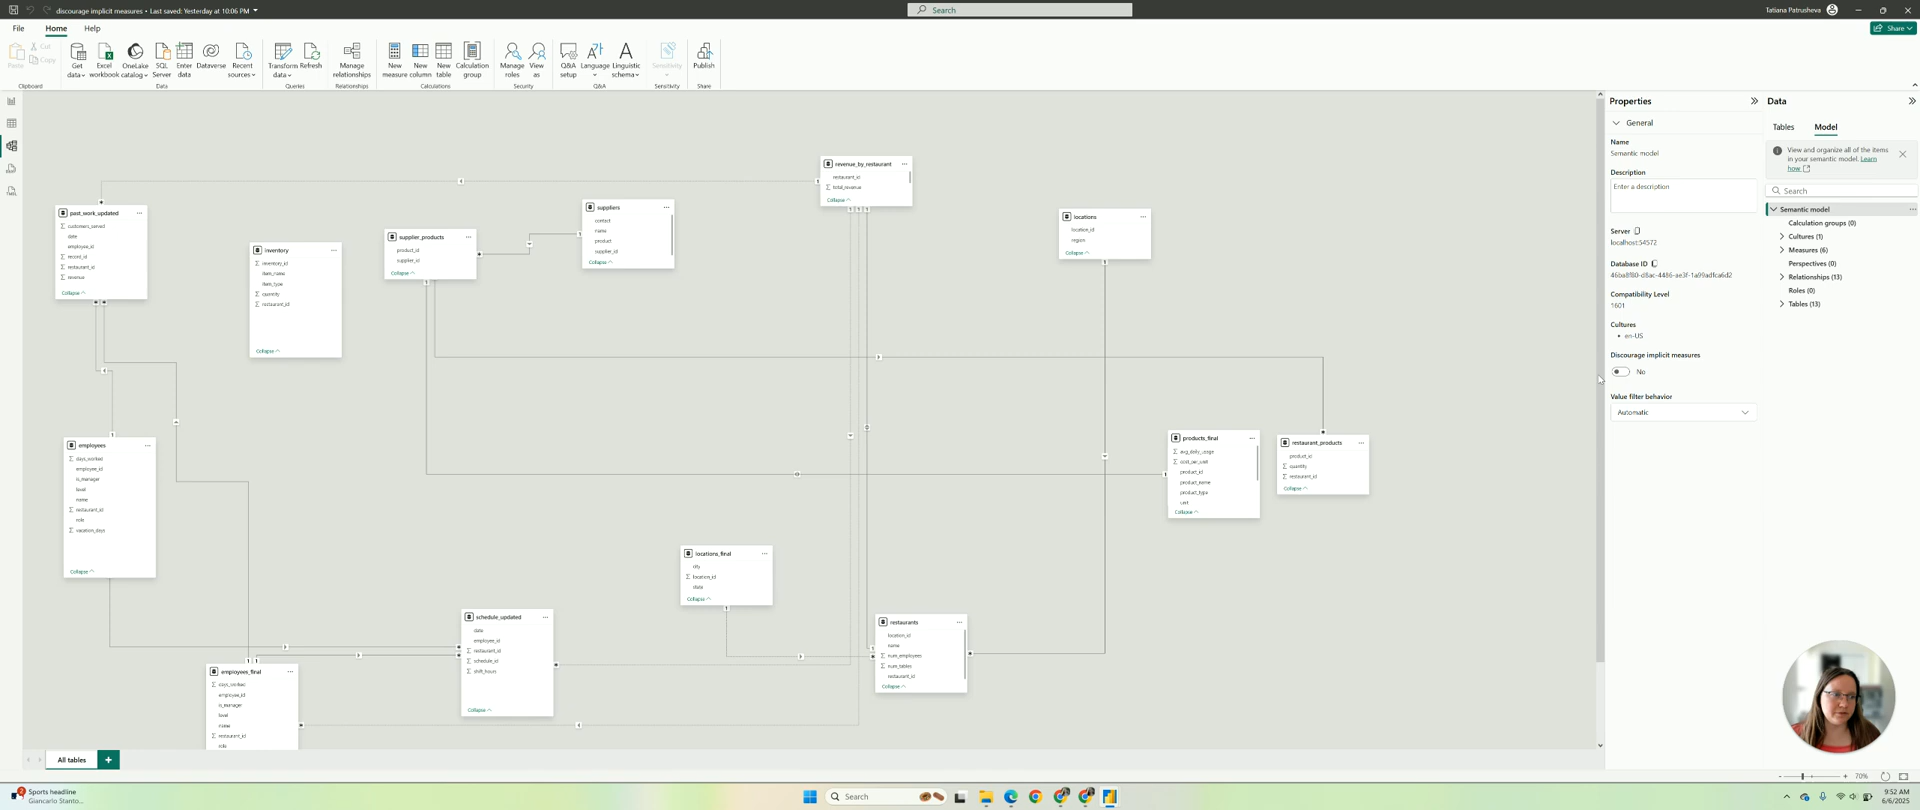 discourage implicit measures • Last saved: Yesterday at 10:06 PM
Search
Tatiana Patrusheva
File
Home
Help
Share
Paste
Cut
Copy
Get data
Excel workbook
OneLake catalog
SQL Server
Enter data
Dataverse
Recent sources
Transform data
Refresh
Manage relationships
New measure
New column
New table
Calculation group
Manage roles
View as
Q&A setup
Language
Linguistic schema
Sensitivity
Publish
Clipboard
Data
Queries
Relationships
Calculations
Security
Q&A
Sensitivity
Share
past_work_updated
customers_served
date
employee_id
record_id
restaurant_id
revenue
Collapse
inventory
inventory_id
item_name
item_type
quantity
restaurant_id
Collapse
supplier_products
product_id
supplier_id
Collapse
suppliers
contact
name
product
supplier_id
Collapse
revenue_by_restaurant
restaurant_id
total_revenue
Collapse
locations
location_id
region
Collapse
employees
days_worked
employee_id
is_manager
level
name
restaurant_id
role
vacation_days
Collapse
products_final
avg_daily_usage
cost_per_unit
product_id
product_name
product_type
unit
Collapse
restaurant_products
product_id
quantity
restaurant_id
Collapse
locations_final
city
location_id
state
Collapse
schedule_updated
date
employee_id
restaurant_id
schedule_id
shift_hours
Collapse
restaurants
location_id
name
num_employees
num_tables
restaurant_id
Collapse
employees_final
days_worked
employee_id
is_manager
level
name
restaurant_id
role
Properties
General
Name
Semantic model
Description
Enter a description
Server
localhost:54572
Database ID
46ba8f80-d8ac-4486-ae3f-1a99adfca6d2
Compatibility Level
1601
Cultures
• en-US
Discourage implicit measures
No
Value filter behavior
Automatic
Data
Tables
Model
View and organize all of the items
in your semantic model. Learn
how
Search
Semantic model
Calculation groups (0)
Cultures (1)
Measures (6)
Perspectives (0)
Relationships (13)
Roles (0)
Tables (13)
All tables
70%
2
Sports headline
Giancarlo Stanto...
Search
9:52 AM
6/6/2025